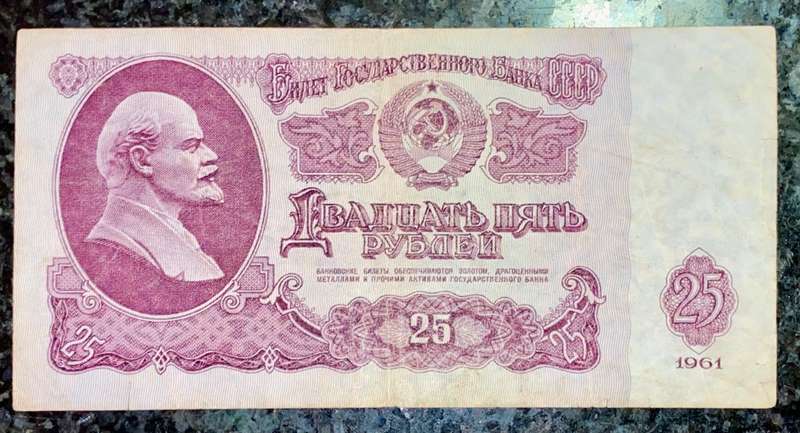 Билет Государственного Банка СССР
Двадцать пять
рублей
БАНКОВСКИЕ БИЛЕТЫ ОБЕСПЕЧИВАЮТСЯ ЗОЛОТОМ, ДРАГОЦЕННЫМИ
МЕТАЛЛАМИ И ПРОЧИМИ АКТИВАМИ ГОСУДАРСТВЕННОГО БАНКА
25
25
25
25
1961